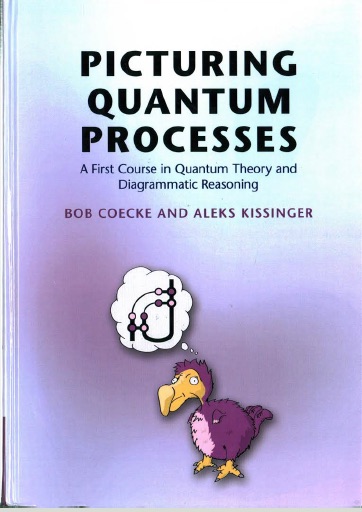 PICTURING
QUANTUM
PROCESSES
A First Course in Quantum Theory and
Diagrammatic Reasoning
BOB COECKE AND ALEKS KISSINGER